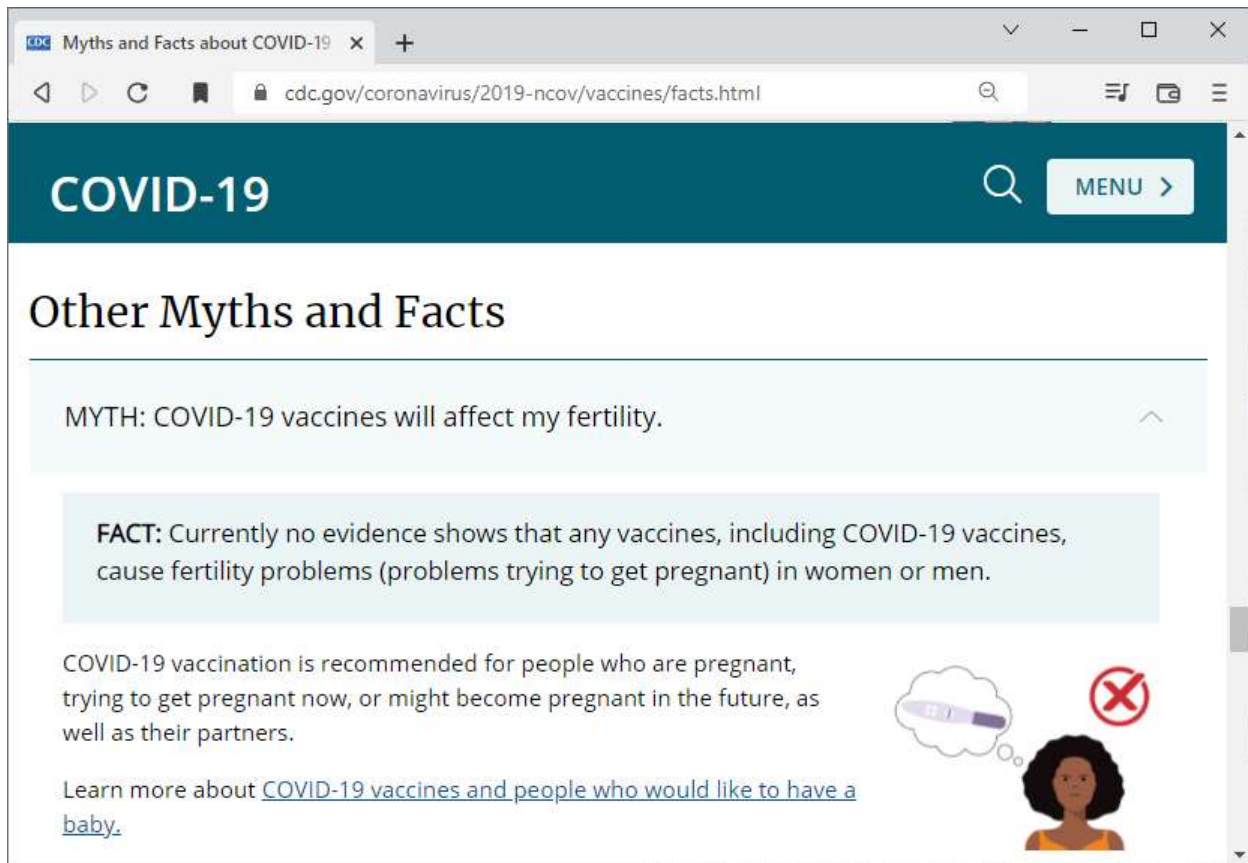 CDC Myths and Facts about COVID-19
cdc.gov/coronavirus/2019-ncov/vaccines/facts.html
COVID-19
MENU
Other Myths and Facts
MYTH: COVID-19 vaccines will affect my fertility.
FACT: Currently no evidence shows that any vaccines, including COVID-19 vaccines,
cause fertility problems (problems trying to get pregnant) in women or men.
COVID-19 vaccination is recommended for people who are pregnant,
trying to get pregnant now, or might become pregnant in the future, as
well as their partners.
Learn more about COVID-19 vaccines and people who would like to have a
baby.